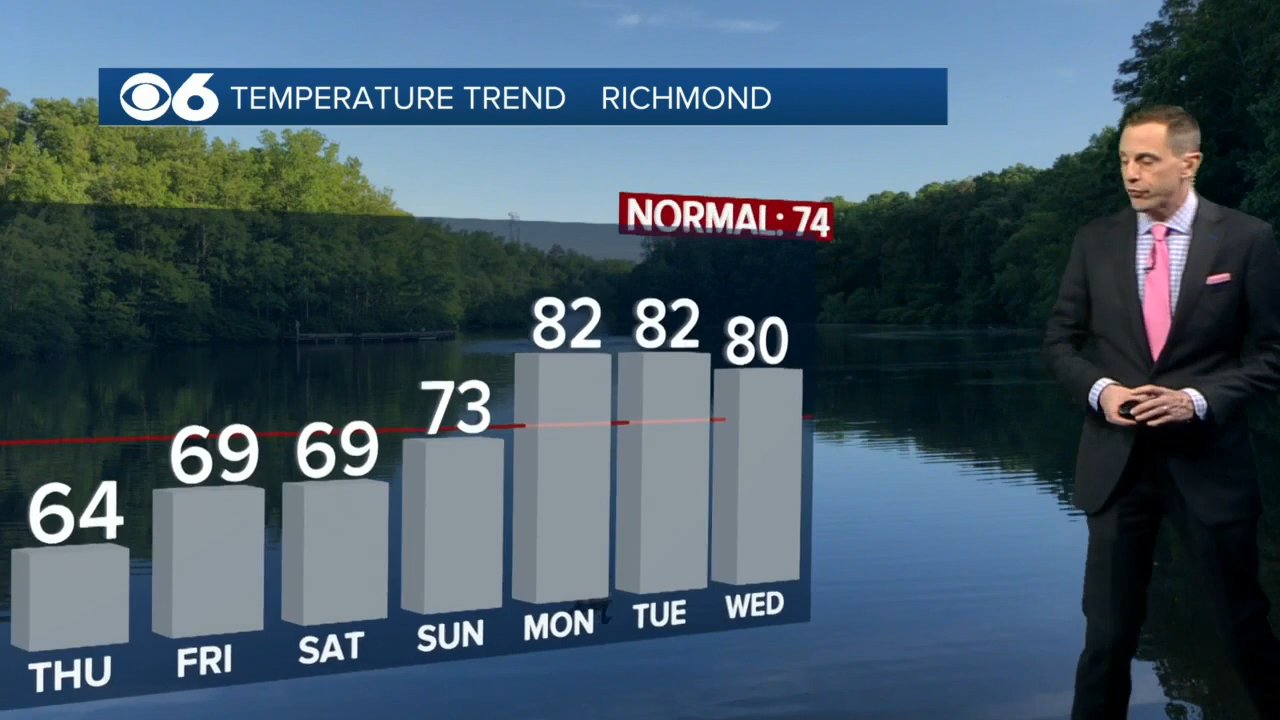 6 TEMPERATURE TREND RICHMOND
NORMAL: 74
64 69 69 73 82 82 80
THU FRI SAT SUN MON TUE WED